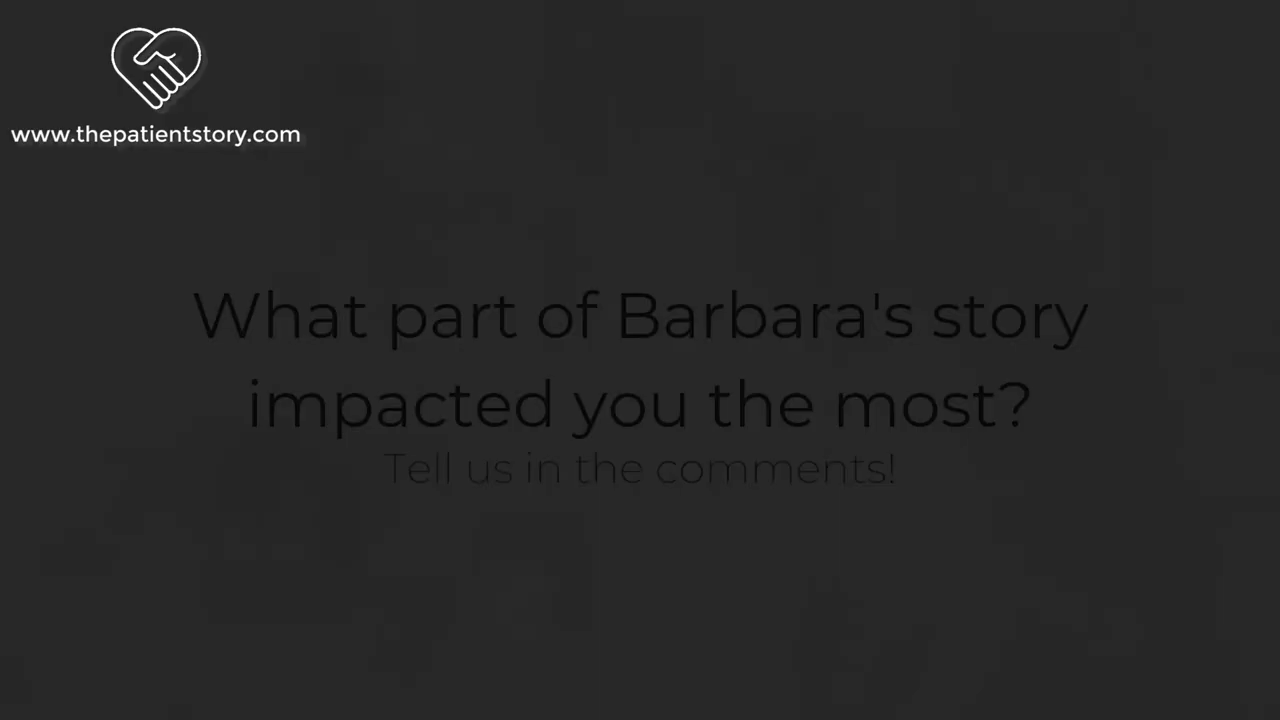 www.thepatientstory.com
What part of Barbara's story
impacted you the most?
Tell us in the comments!